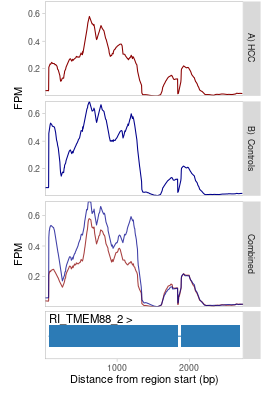 0.6
0.4
0.2
FPM
A) HCC
0.6
0.4
0.2
B) Controls
0.6
0.4
0.2
FPM
Combined
RI_TMEM88_2 >
1000 2000
Distance from region start (bp)